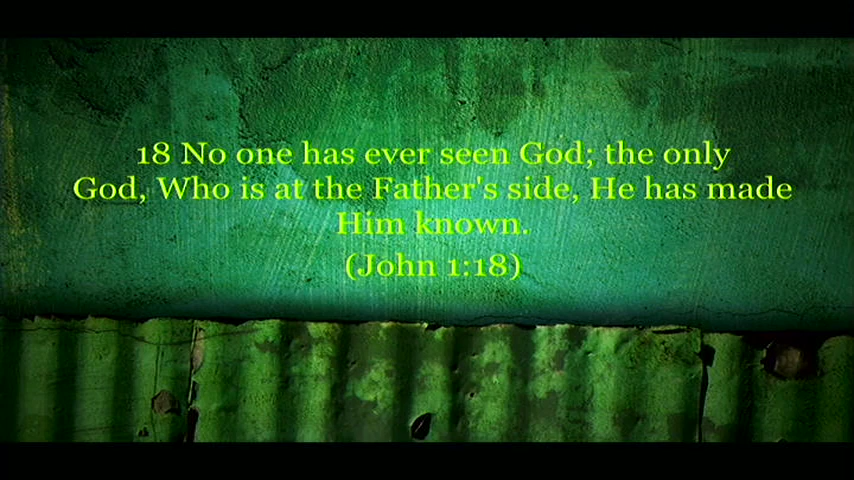 18 No one has ever seen God; the only
God, Who is at the Father's side, He has made
Him known.
(John 1:18)